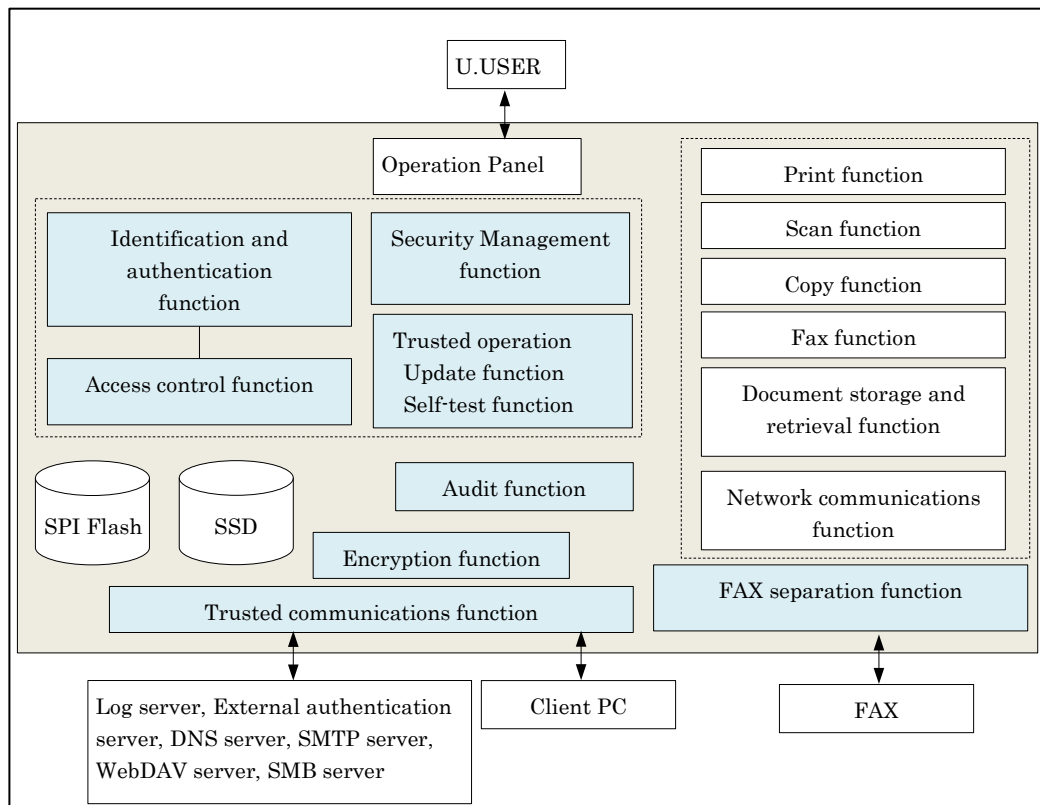 U.USER
Operation Panel
Identification and
authentication
function
Access control function
Security Management
function
Trusted operation
Update function
Self-test function
Print function
Scan function
Copy function
Fax function
Document storage and
retrieval function
Network communications
function
SPI Flash
SSD
Audit function
Encryption function
Trusted communications function
FAX separation function
Log server, External authentication
server, DNS server, SMTP server,
WebDAV server, SMB server
Client PC
FAX